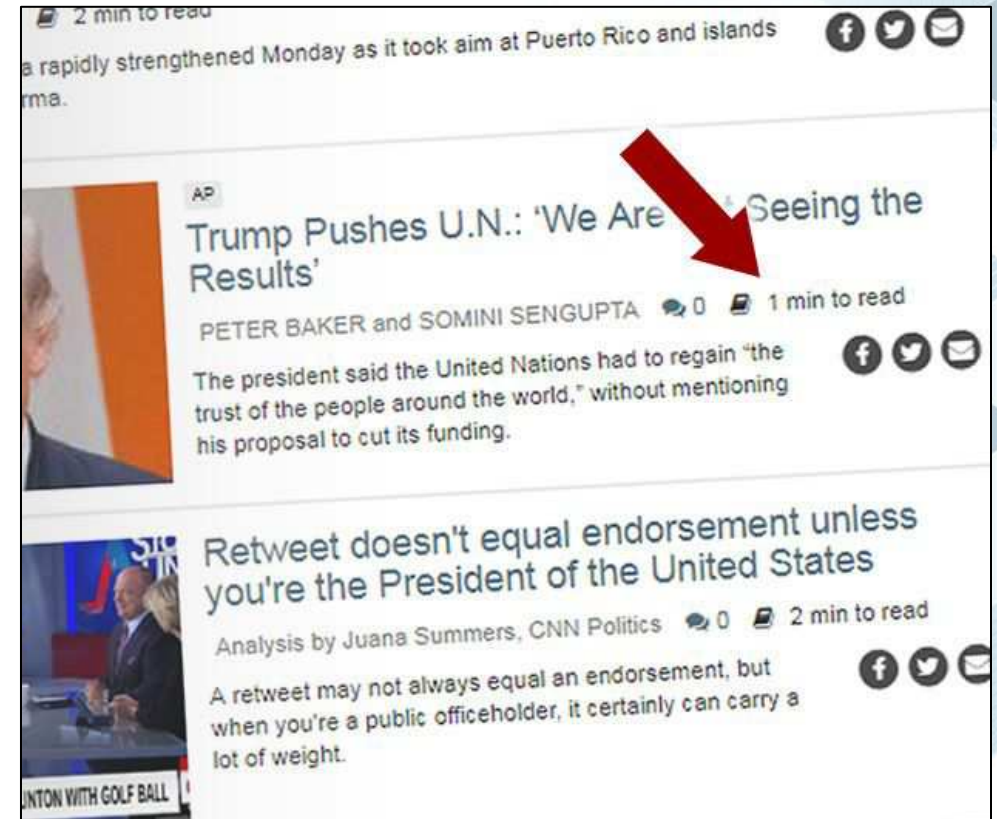 2 min to read
a rapidly strengthened Monday as it took aim at Puerto Rico and islands
rma.
AP
Trump Pushes U.N.: ‘We Are Seeing the
Results’
PETER BAKER and SOMINI SENGUPTA 0 1 min to read
The president said the United Nations had to regain “the
trust of the people around the world,” without mentioning
his proposal to cut its funding.
Retweet doesn't equal endorsement unless
you're the President of the United States
Analysis by Juana Summers, CNN Politics 0 2 min to read
A retweet may not always equal an endorsement, but
when you're a public officeholder, it certainly can carry a
lot of weight.
NTON WITH GOLF BALL